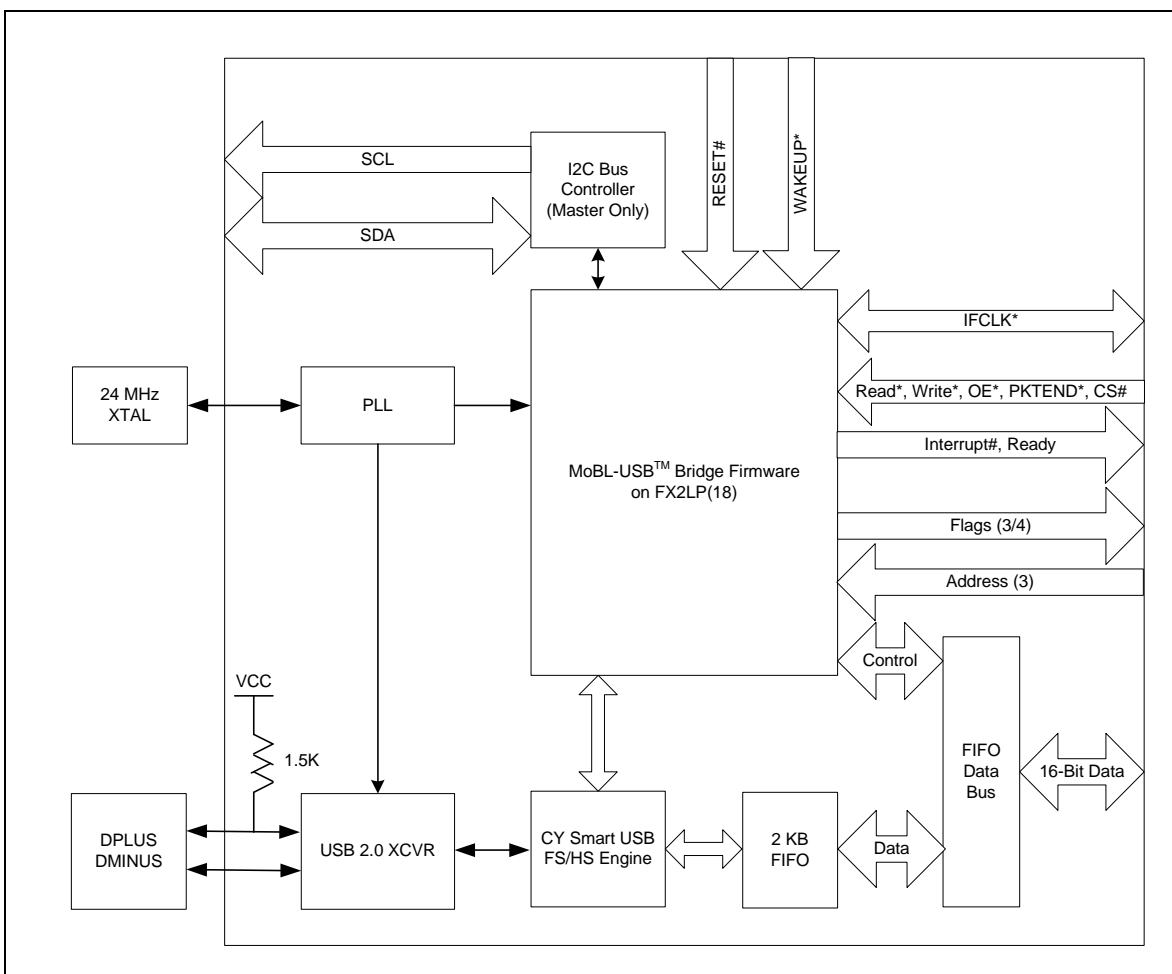 RESET#
WAKEUP*
SCL
I2C Bus
Controller
(Master Only)
SDA
IFCLK*
24 MHz
XTAL
PLL
Read*, Write*, OE*, PKTEND*, CS#
Interrupt#, Ready
MoBL-USB™ Bridge Firmware
on FX2LP(18)
Flags (3/4)
Address (3)
Control
VCC
1.5K
FIFO
Data
Bus
16-Bit Data
DPLUS
DMINUS
USB 2.0 XCVR
CY Smart USB
FS/HS Engine
2 KB
FIFO
Data